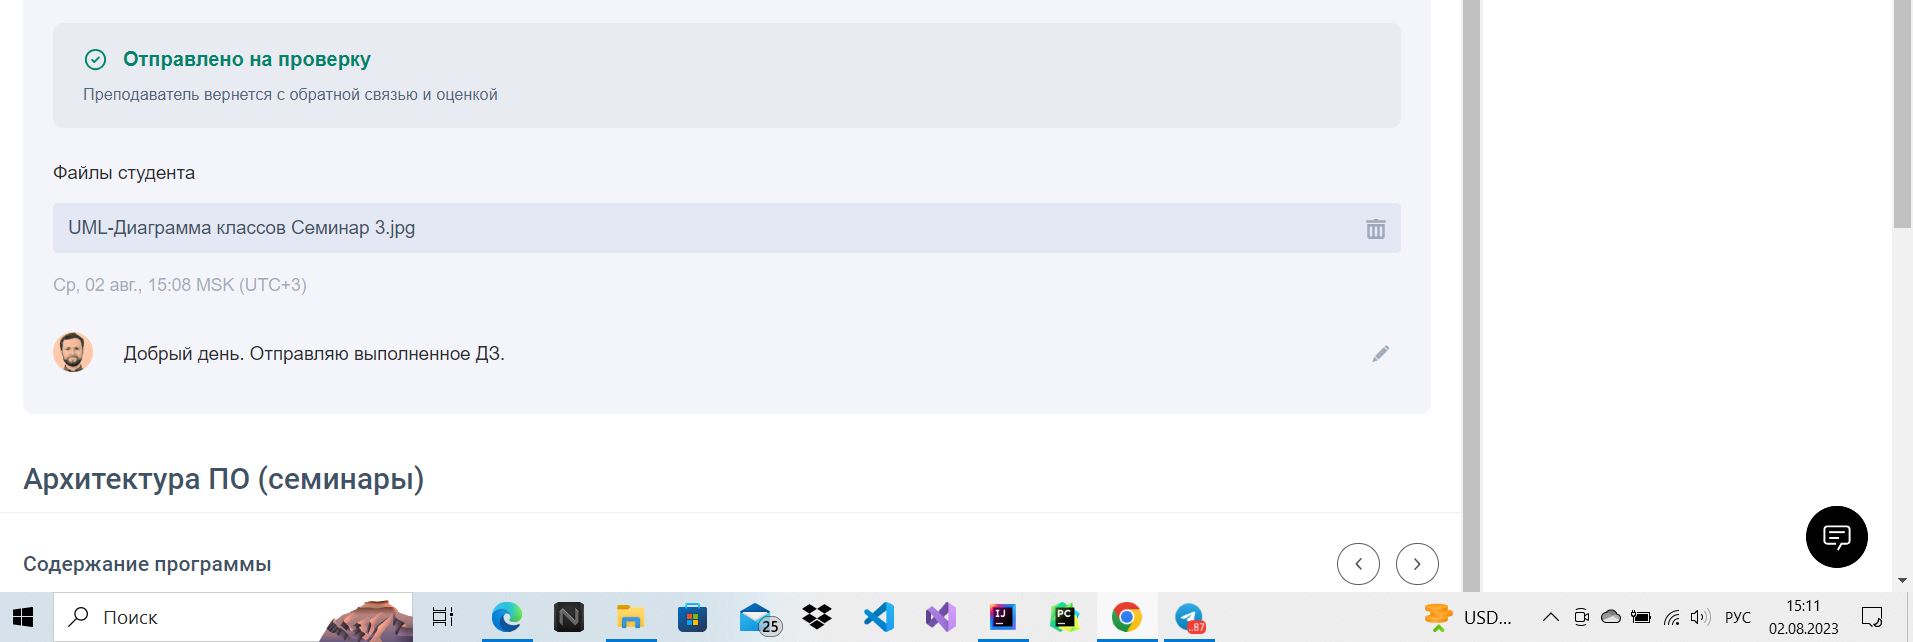 Отправлено на проверку
Преподаватель вернется с обратной связью и оценкой
Файлы студента
UML-Диаграмма классов Семинар 3.jpg
Ср, 02 авг., 15:08 MSK (UTC+3)
Добрый день. Отправляю выполненное ДЗ.
Архитектура ПО (семинары)
Содержание программы
Поиск
N
25
IJ
PC
.87
USD...
РУС
15:11
02.08.2023